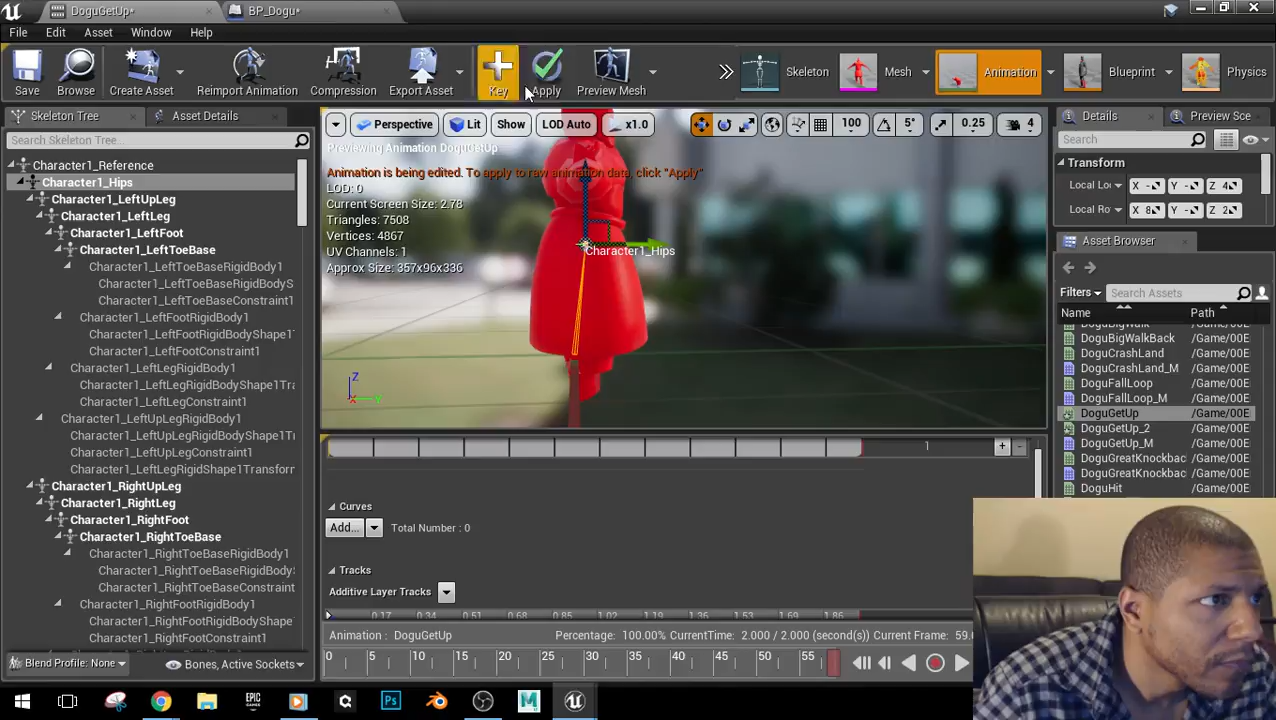 DoguGetUp*
BP_Dogu*
File Edit Asset Window Help
Save Browse Create Asset Reimport Animation Compression Export Asset Key Apply Preview Mesh Skeleton Mesh Animation Blueprint Physics
Skeleton Tree
Asset Details
Search Skeleton Tree
Character1_Reference
Character1_Hips
Character1_LeftUpLeg
Character1_LeftLeg
Character1_LeftFoot
Character1_LeftToeBase
Character1_LeftToeBaseRigidBody1
Character1_LeftToeBaseRigidBodyS
Character1_LeftToeBaseConstraint1
Character1_LeftFootRigidBody1
Character1_LeftFootRigidBodyShape1
Character1_LeftFootConstraint1
Character1_LeftLegRigidBody1
Character1_LeftLegRigidBodyShape1Tra
Character1_LeftLegConstraint1
Character1_LeftUpLegRigidBody1
Character1_LeftUpLegRigidBodyShape1Tr
Character1_LeftUpLegConstraint1
Character1_LeftLegRigidShape1Transforr
Character1_RightUpLeg
Character1_RightLeg
Character1_RightFoot
Character1_RightToeBase
Character1_RightToeBaseRigidBody1
Character1_RightToeBaseRigidBody
Character1_RightToeBaseConstraint
Character1_RightFootRigidBody1
Character1_RightFootRigidBodyShape
Character1_RightFootConstraint1
Blend Profile: None
Bones, Active Sockets
Perspective Lit Show LOD Auto x1.0 100 5° 0.25 4
Previewing Animation DoguGetUp
Animation is being edited. To apply to raw animation data, click "Apply"
LOD: 0
Current Screen Size: 2.78
Triangles: 7508
Vertices: 4867
UV Channels: 1
Approx Size: 357x96x336
Character1_Hips
Z
X Y
1
Curves
Add... Total Number : 0
Tracks
Additive Layer Tracks
0.17 0.34 0.51 0.68 0.85 1.02 1.19 1.35 1.52 1.69 1.86
Animation : DoguGetUp Percentage: 100.00% CurrentTime: 2.000 / 2.000 (second(s)) Current Frame: 59.
0 5 10 15 20 25 30 35 40 45 50 55
Details
Preview Sce
Search
Transform
Local Lo X Y Z 4
Local Ro X 8 Y Z 2
Asset Browser
Filters Search Assets
Name Path
DoguBigWalk /Game/00E
DoguBigWalkBack /Game/00E
DoguCrashLand /Game/00E
DoguCrashLand_M /Game/00E
DoguFallLoop /Game/00E
DoguFallLoop_M /Game/00E
DoguGetUp /Game/00E
DoguGetUp_2 /Game/00E
DoguGetUp_M /Game/00E
DoguGreatKnockbac /Game/00E
DoguGreatKnockbac /Game/00E
DoguHit /Game/00E
EPIC GAMES
Ps
M